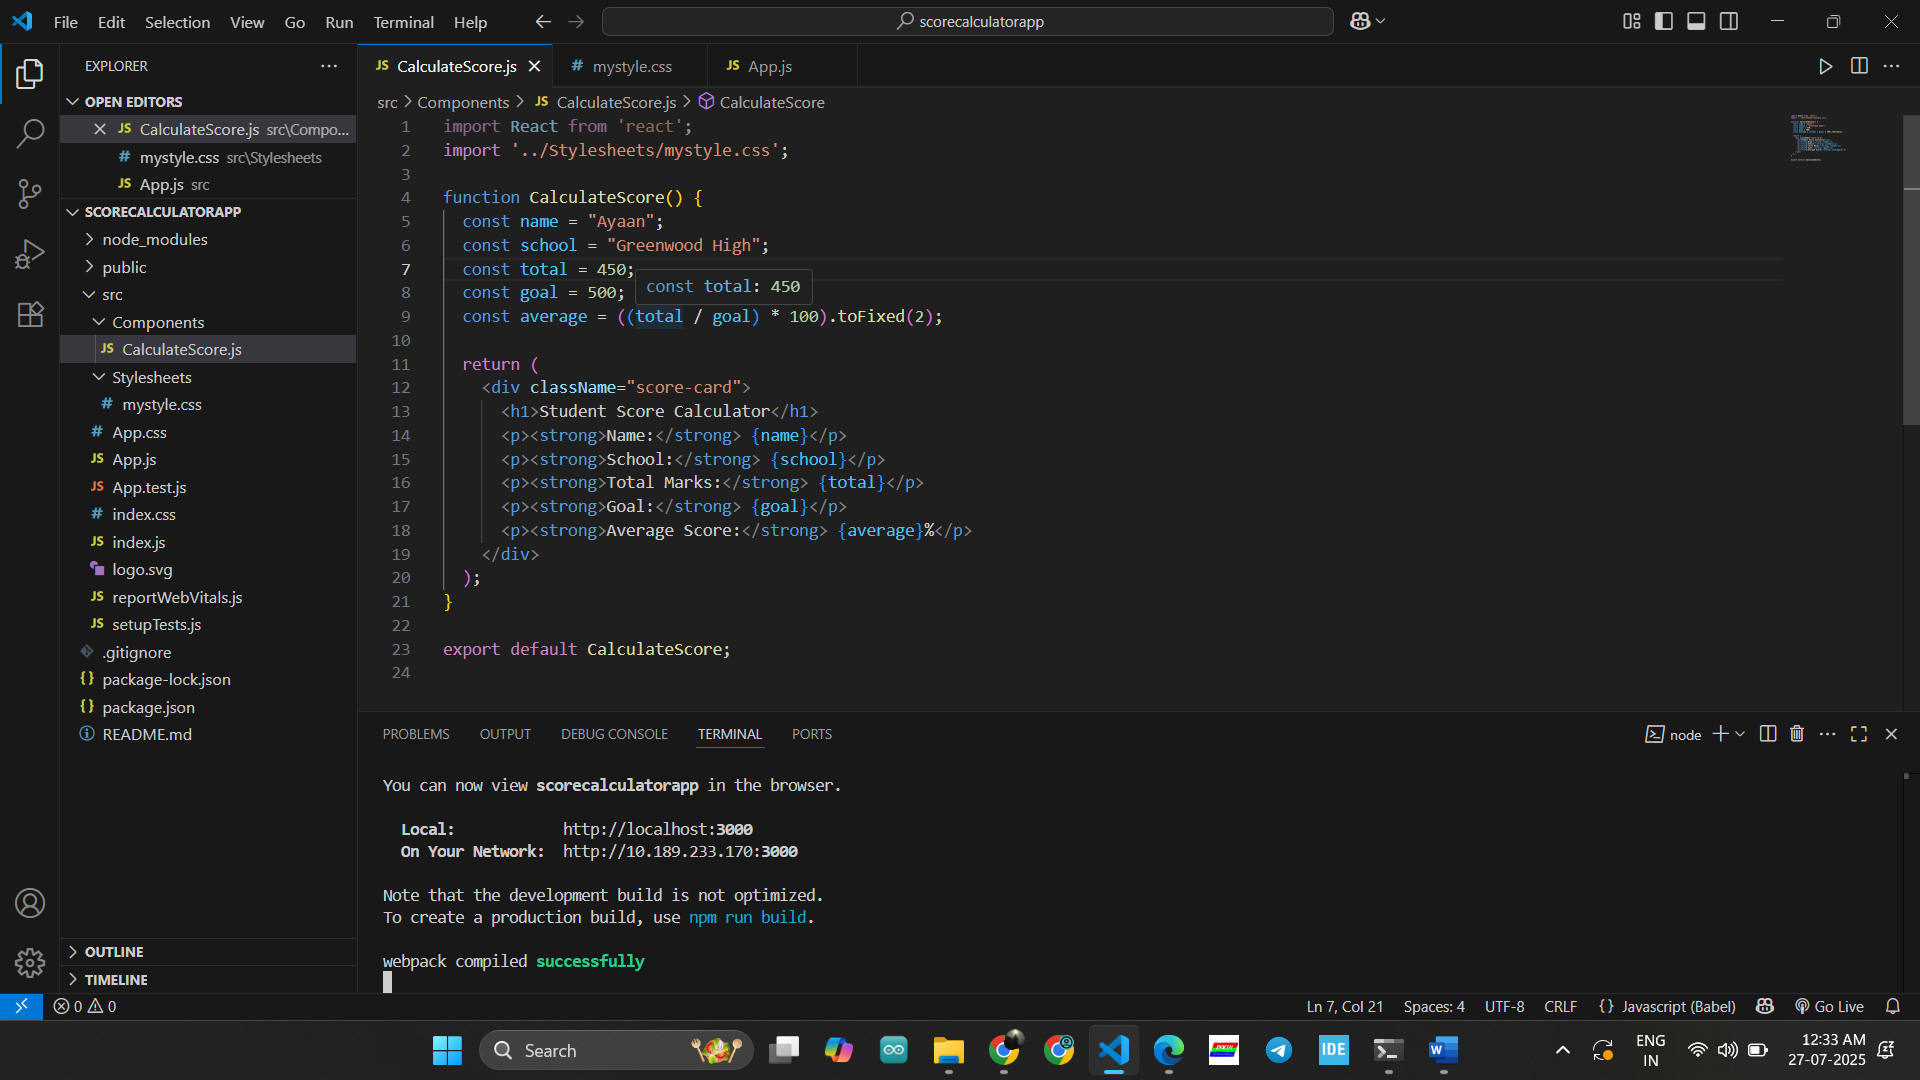 File Edit Selection View Go Run Terminal Help
scorecalculatorapp
EXPLORER
OPEN EDITORS
JS CalculateScore.js src\Compo...
# mystyle.css src\Stylesheets
JS App.js src
SCORECALCULATORAPP
node_modules
public
src
Components
JS CalculateScore.js
Stylesheets
# mystyle.css
# App.css
JS App.js
JS App.test.js
# index.css
JS index.js
logo.svg
JS reportWebVitals.js
JS setupTests.js
.gitignore
{} package-lock.json
{} package.json
README.md
OUTLINE
TIMELINE
JS CalculateScore.js # mystyle.css JS App.js
src > Components > JS CalculateScore.js > CalculateScore
1 import React from 'react';
2 import '../Stylesheets/mystyle.css';
3
4 function CalculateScore() {
5 const name = "Ayaan";
6 const school = "Greenwood High";
7 const total = 450;
const total: 450
8 const goal = 500;
9 const average = ((total / goal) * 100).toFixed(2);
10
11 return (
12 <div className="score-card">
13 <h1>Student Score Calculator</h1>
14 <p><strong>Name:</strong> {name}</p>
15 <p><strong>School:</strong> {school}</p>
16 <p><strong>Total Marks:</strong> {total}</p>
17 <p><strong>Goal:</strong> {goal}</p>
18 <p><strong>Average Score:</strong> {average}%</p>
19 </div>
20 );
21 }
22
23 export default CalculateScore;
24
PROBLEMS OUTPUT DEBUG CONSOLE TERMINAL PORTS
node
You can now view scorecalculatorapp in the browser.
Local: http://localhost:3000
On Your Network: http://10.189.233.170:3000
Note that the development build is not optimized.
To create a production build, use npm run build.
webpack compiled successfully
0 0
Ln 7, Col 21 Spaces: 4 UTF-8 CRLF {} Javascript (Babel) Go Live
Search
IDE
ENG
IN
12:33 AM
27-07-2025